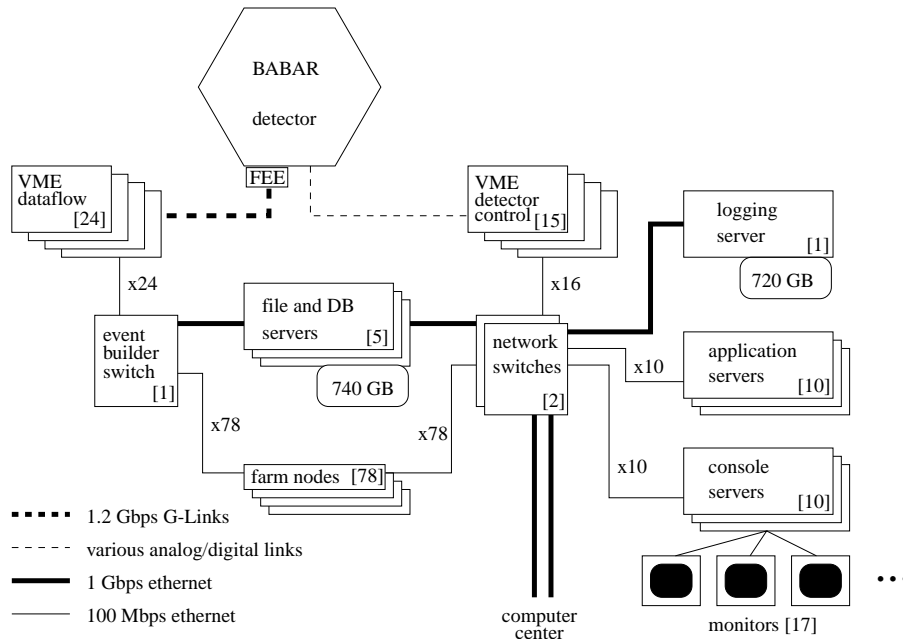 BABAR
detector
FEE
VME
dataflow
[24]
VME
detector
control
[15]
logging
server
[1]
720 GB
x24
x16
file and DB
servers
[5]
740 GB
event
builder
switch
[1]
network
switches
[2]
x10
application
servers
[10]
x78
x78
x10
farm nodes [78]
console
servers
[10]
1.2 Gbps G-Links
various analog/digital links
1 Gbps ethernet
100 Mbps ethernet
computer
center
monitors [17]
...